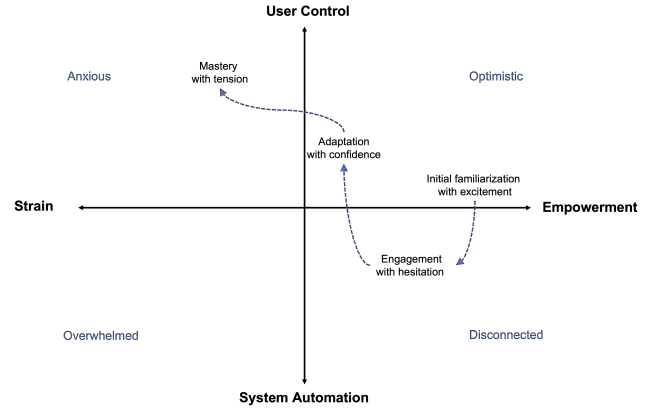 User Control
Anxious
Mastery
with tension
Optimistic
Adaptation
with confidence
Initial familiarization
with excitement
Strain
Empowerment
Engagement
with hesitation
Overwhelmed
Disconnected
System Automation